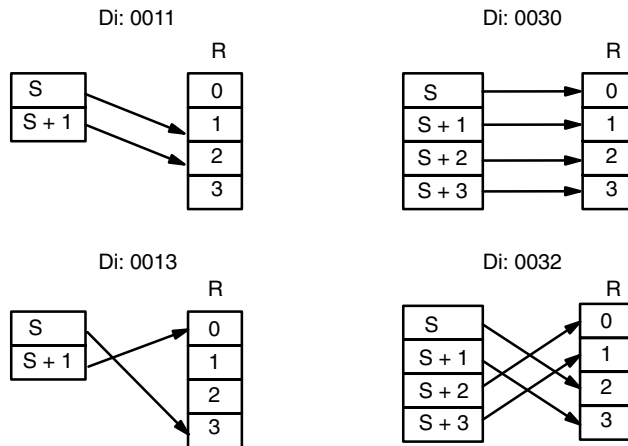 Di: 0011
R
S
S + 1
0
1
2
3
Di: 0030
R
S
S + 1
S + 2
S + 3
0
1
2
3
Di: 0013
R
S
S + 1
0
1
2
3
Di: 0032
R
S
S + 1
S + 2
S + 3
0
1
2
3